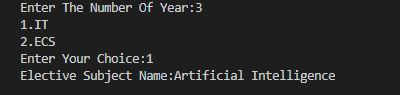 Enter The Number Of Year:3
1.IT
2.ECS
Enter Your Choice:1
Elective Subject Name:Artificial Intelligence